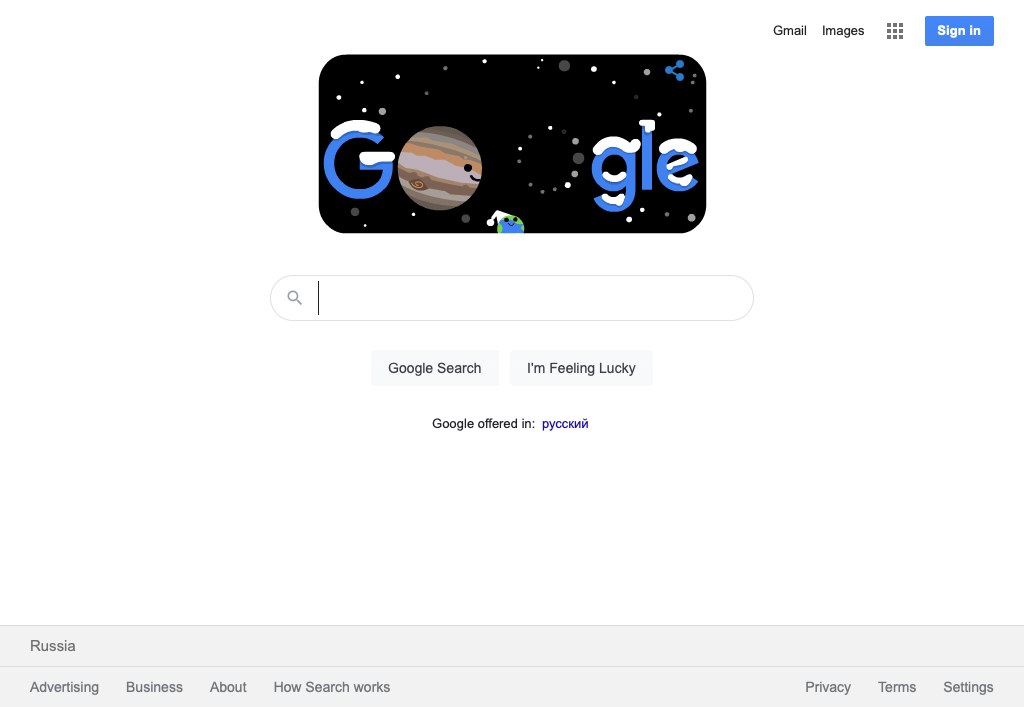 Gmail Images Sign in
Google
Google Search I'm Feeling Lucky
Google offered in: русский
Russia
Advertising Business About How Search works Privacy Terms Settings